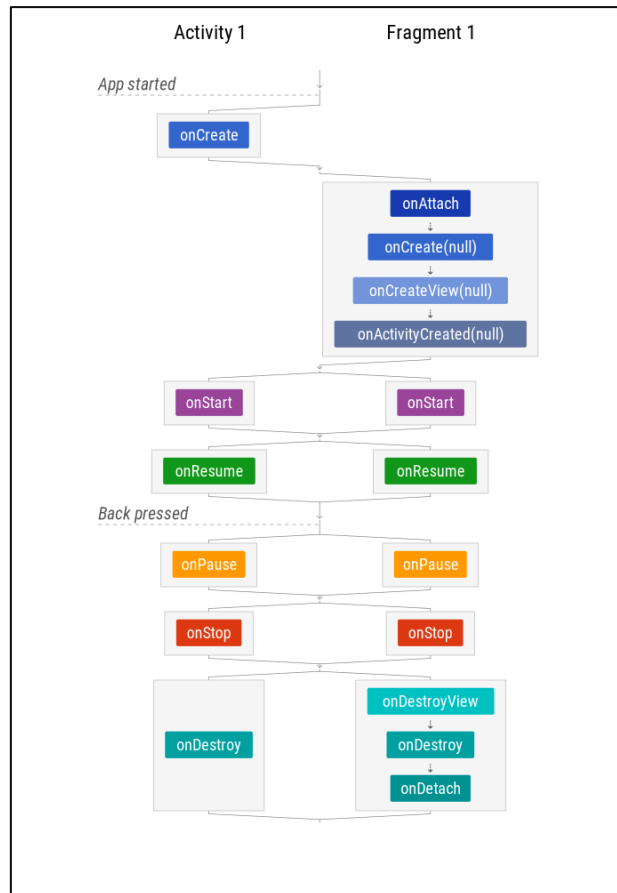 Activity 1 Fragment 1
App started
onCreate
onAttach
onCreate(null)
onCreateView(null)
onActivityCreated(null)
onStart onStart
onResume onResume
Back pressed
onPause onPause
onStop onStop
onDestroyView
onDestroy onDestroy
onDetach